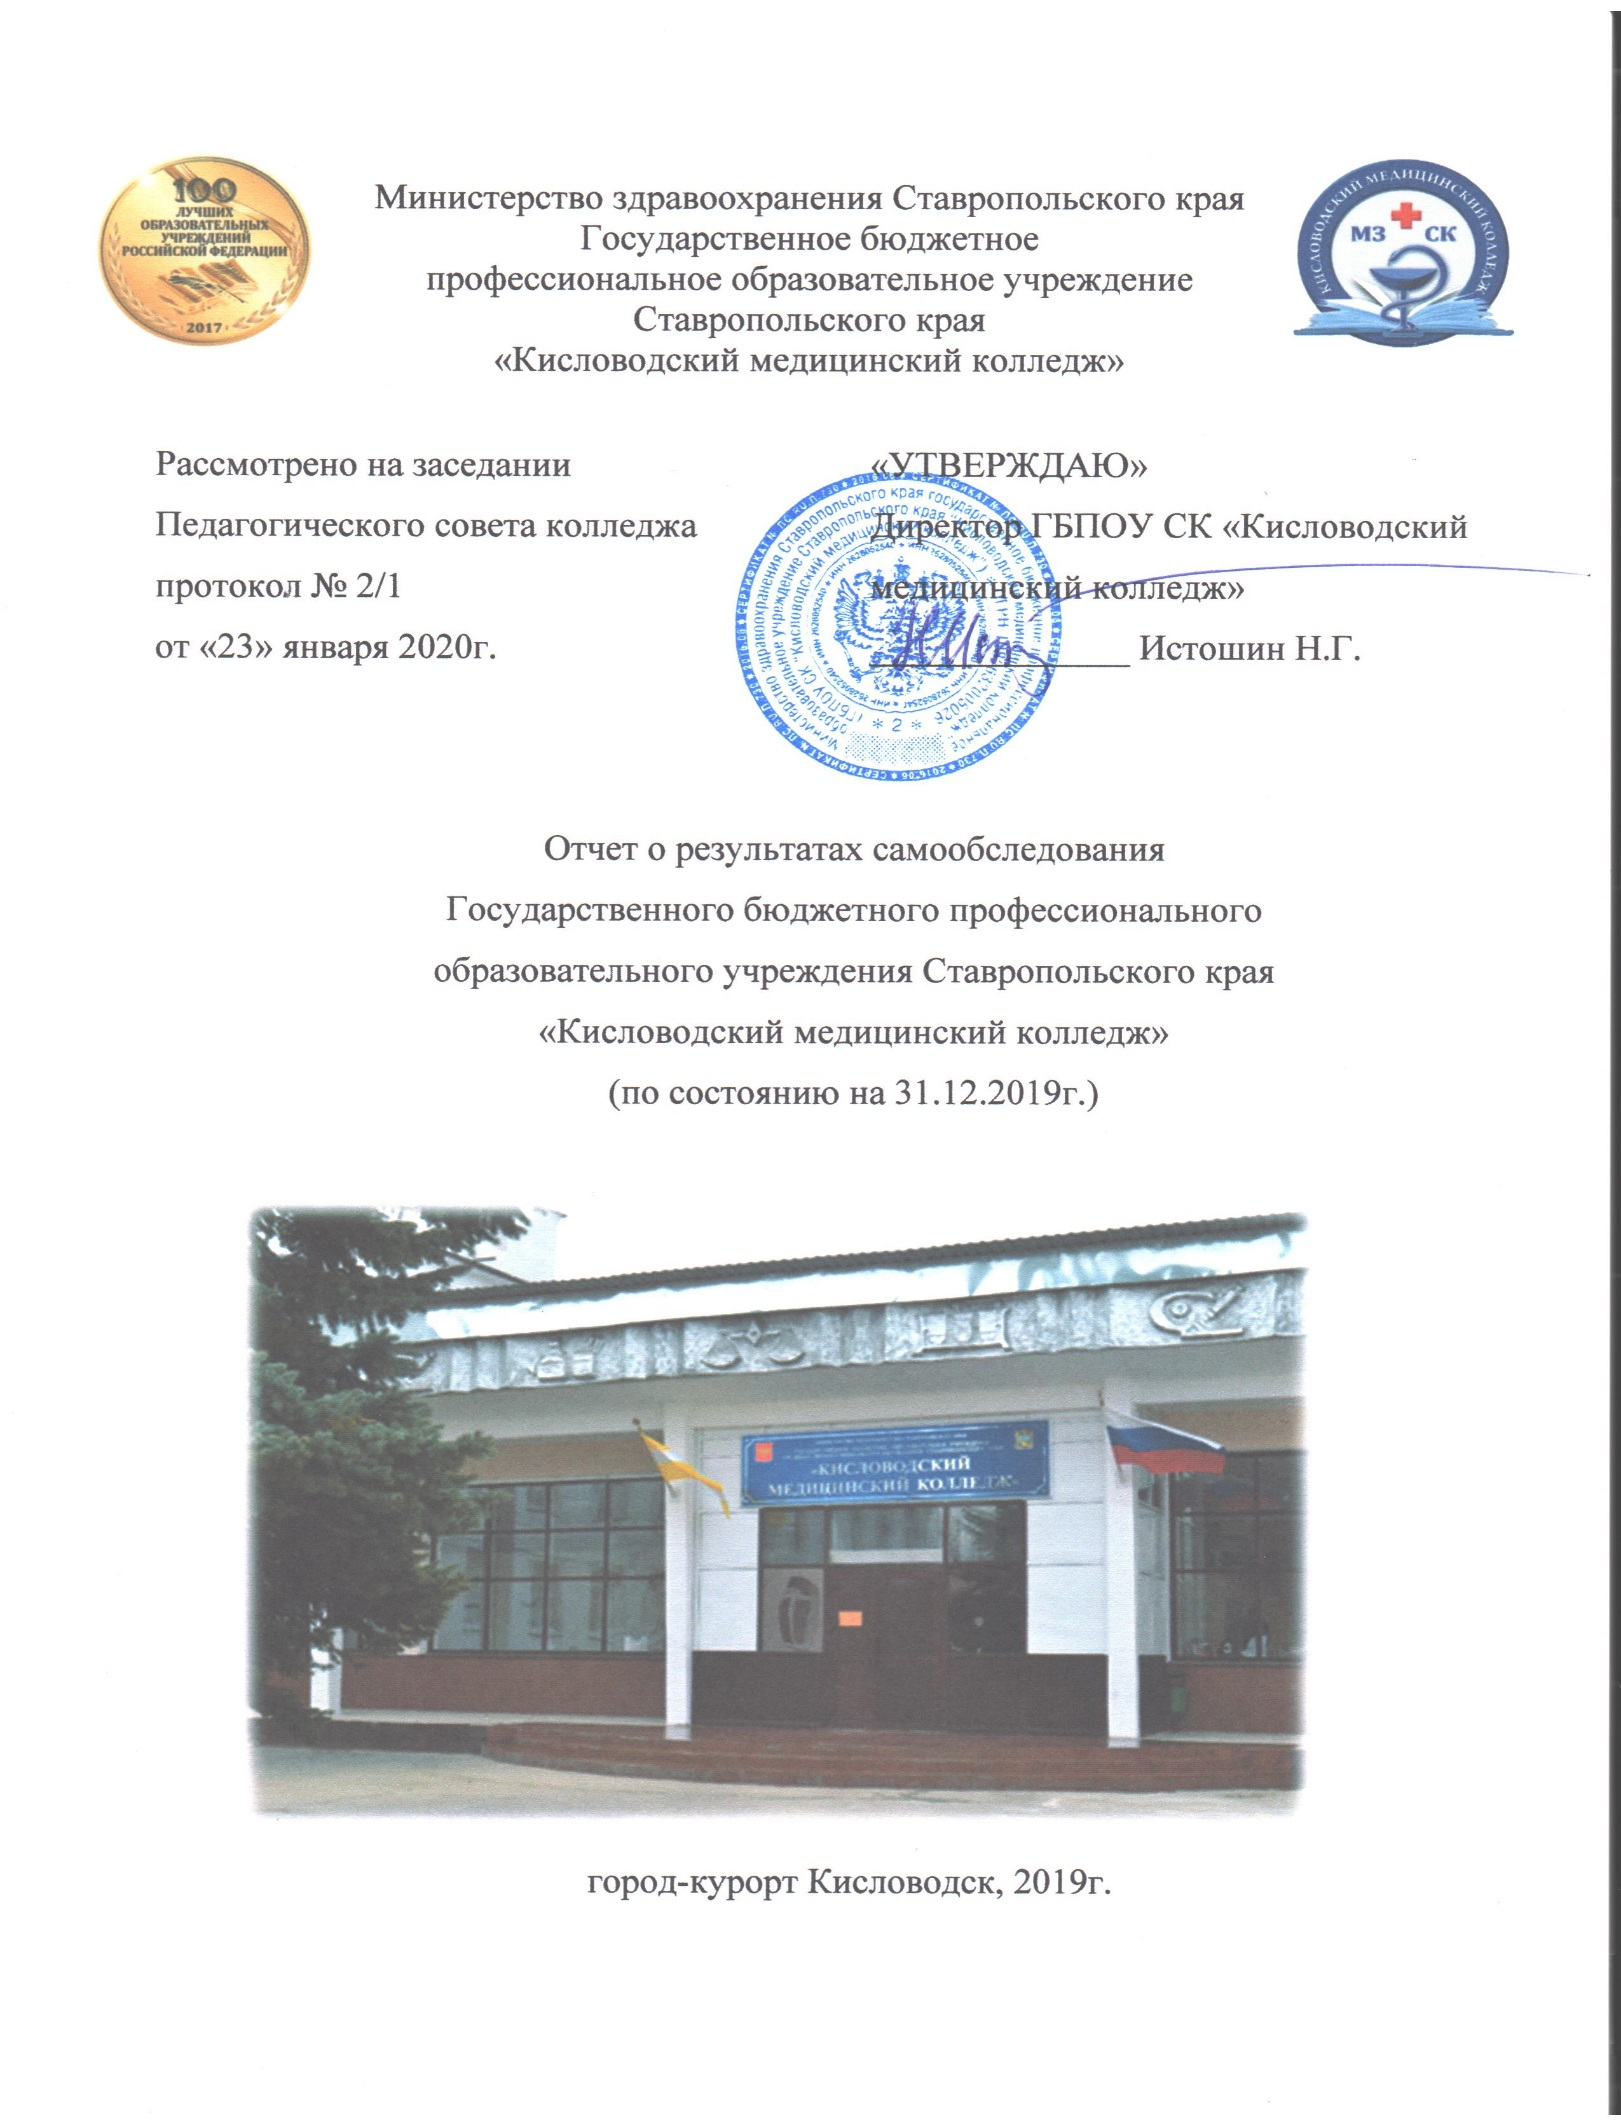 100
ЛУЧШИХ
ОБРАЗОВАТЕЛЬНЫХ
УЧРЕЖДЕНИЙ
РОССИЙСКОЙ ФЕДЕРАЦИИ
2017
Министерство здравоохранения Ставропольского края
Государственное бюджетное
профессиональное образовательное учреждение
Ставропольского края
«Кисловодский медицинский колледж»
КИСЛОВОДСКИЙ МЕДИЦИНСКИЙ КОЛЛЕДЖ
МЗ СК
Рассмотрено на заседании
Педагогического совета колледжа
протокол № 2/1
от «23» января 2020г.
«УТВЕРЖДАЮ»
Директор ГБПОУ СК «Кисловодский
медицинский колледж»
Истошин Н.Г.
Отчет о результатах самообследования
Государственного бюджетного профессионального
образовательного учреждения Ставропольского края
«Кисловодский медицинский колледж»
(по состоянию на 31.12.2019г.)
«КИСЛОВОДСКИЙ
МЕДИЦИНСКИЙ КОЛЛЕДЖ»
город-курорт Кисловодск, 2019г.